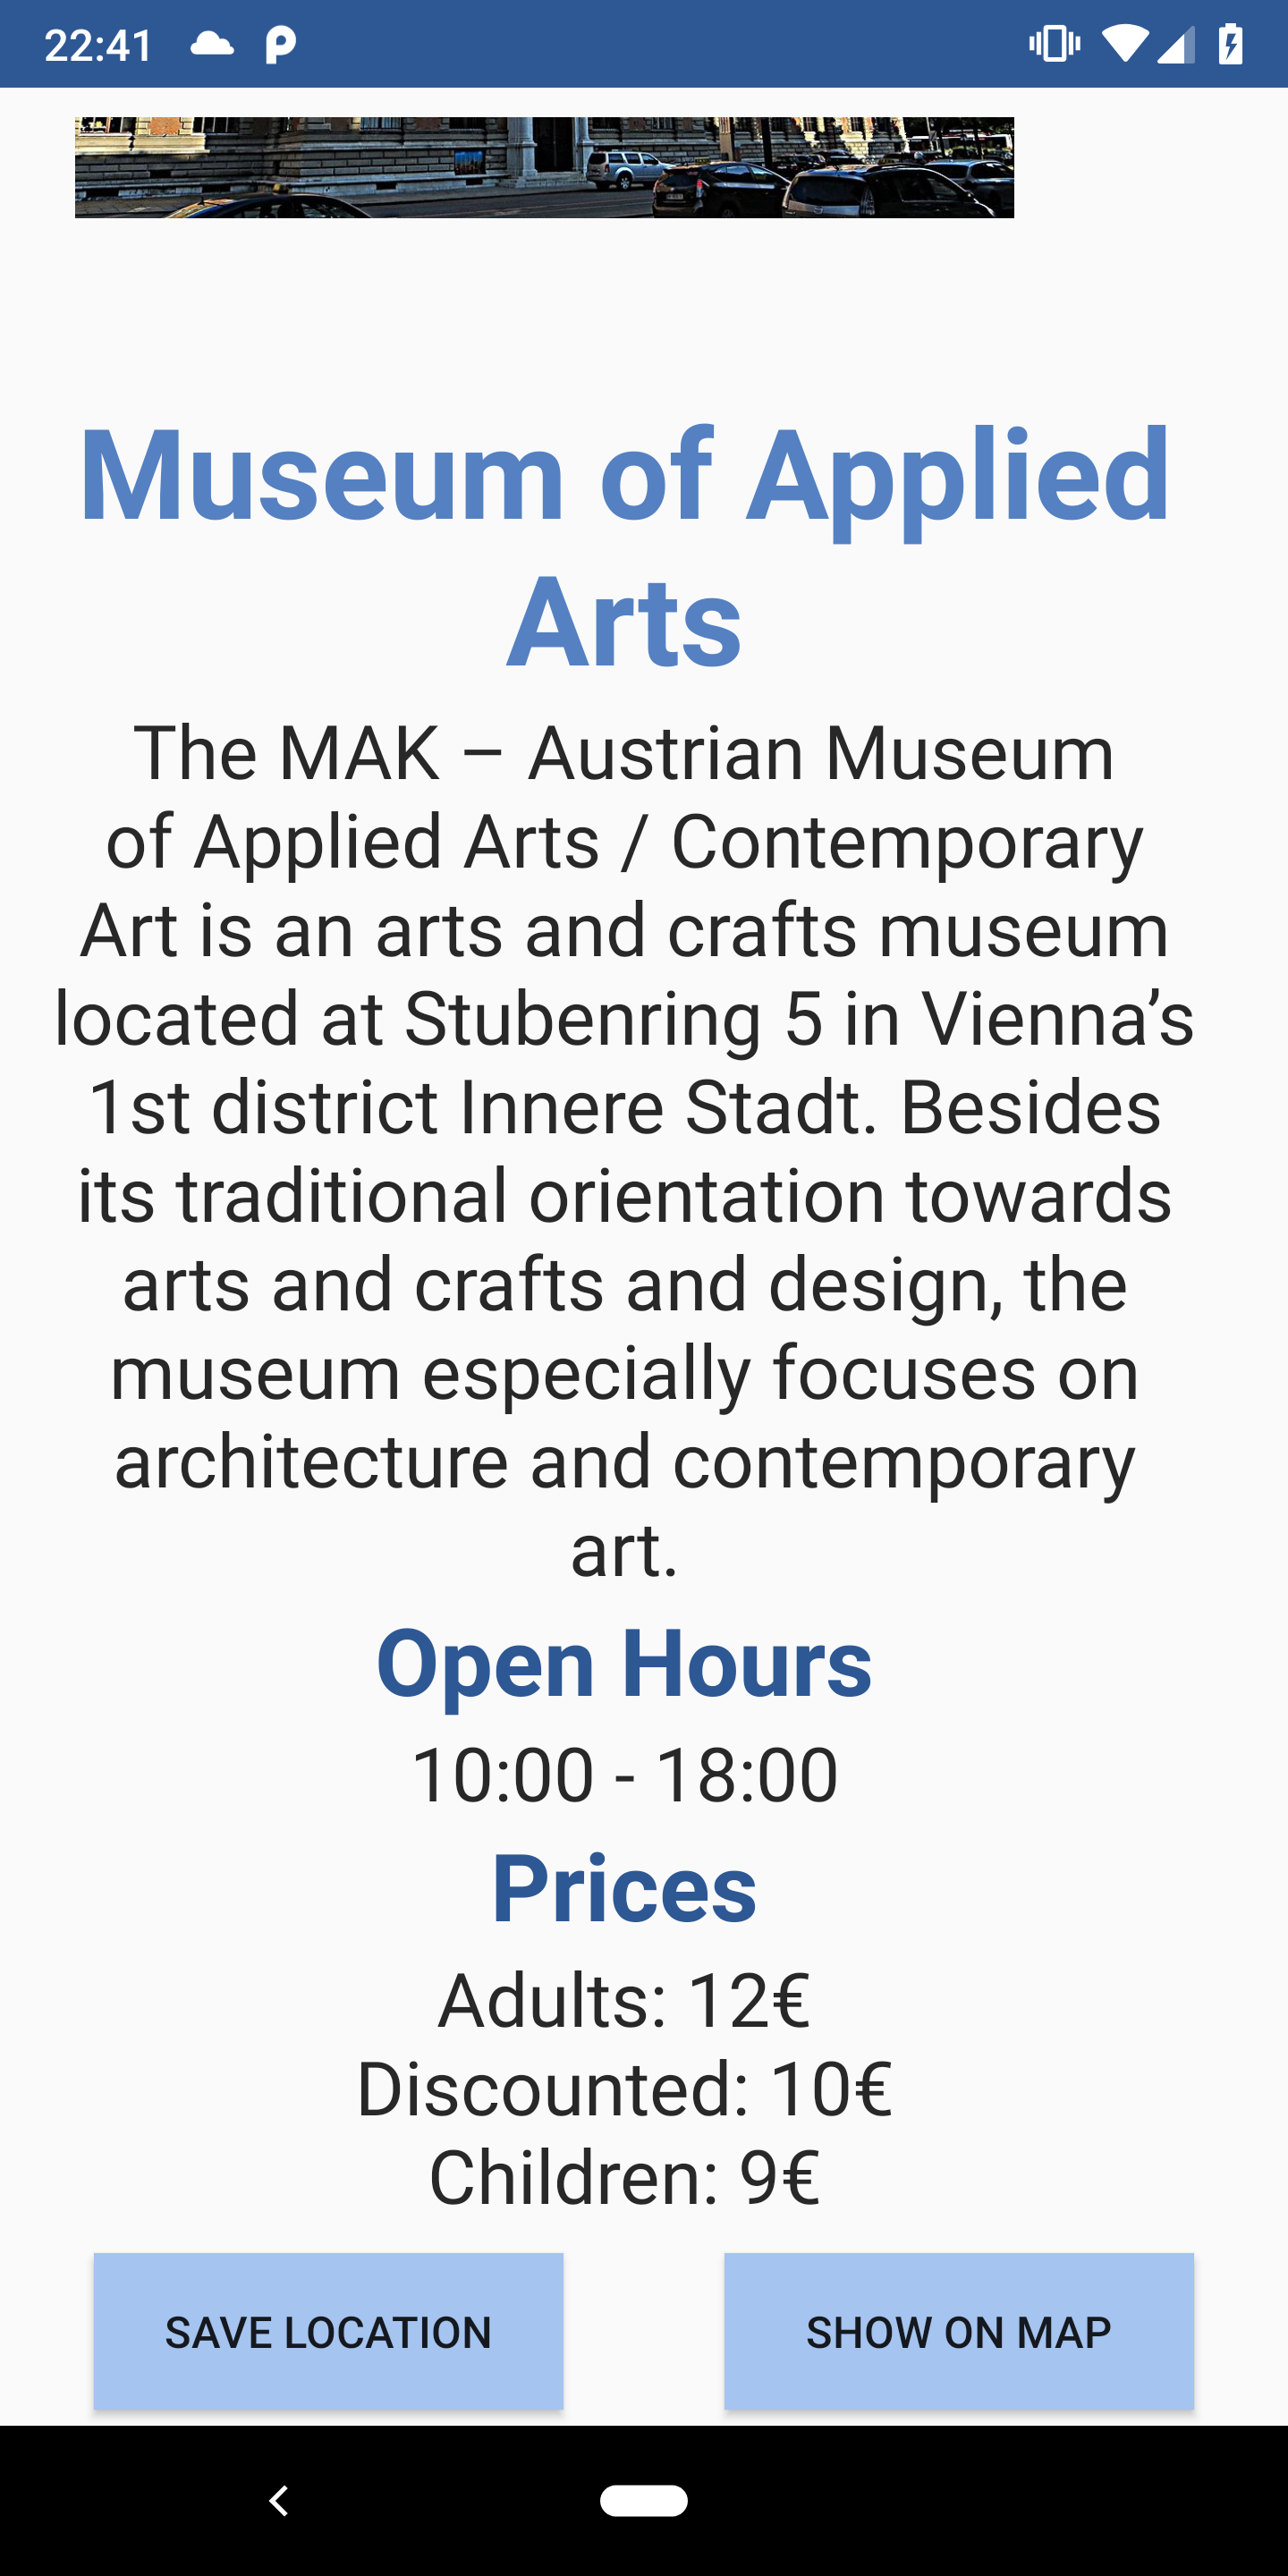 22:41
Museum of Applied
Arts
The MAK – Austrian Museum
of Applied Arts / Contemporary
Art is an arts and crafts museum
located at Stubenring 5 in Vienna’s
1st district Innere Stadt. Besides
its traditional orientation towards
arts and crafts and design, the
museum especially focuses on
architecture and contemporary
art.
Open Hours
10:00 - 18:00
Prices
Adults: 12€
Discounted: 10€
Children: 9€
SAVE LOCATION
SHOW ON MAP